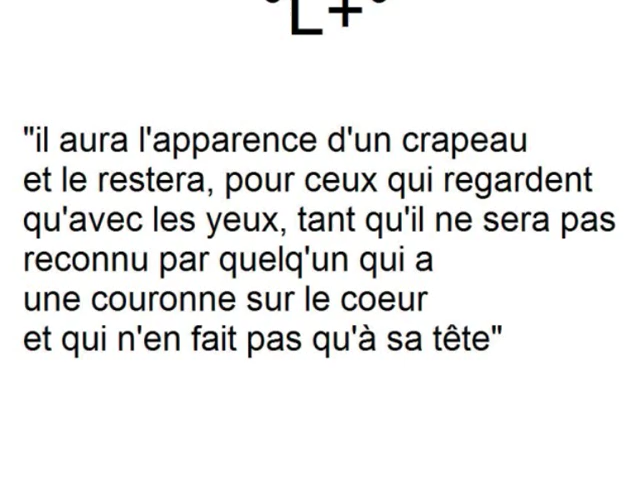 °L+°
"il aura l'apparence d'un crapeau
et le restera, pour ceux qui regardent
qu'avec les yeux, tant qu'il ne sera pas
reconnu par quelq'un qui a
une couronne sur le coeur
et qui n'en fait pas qu'à sa tête"